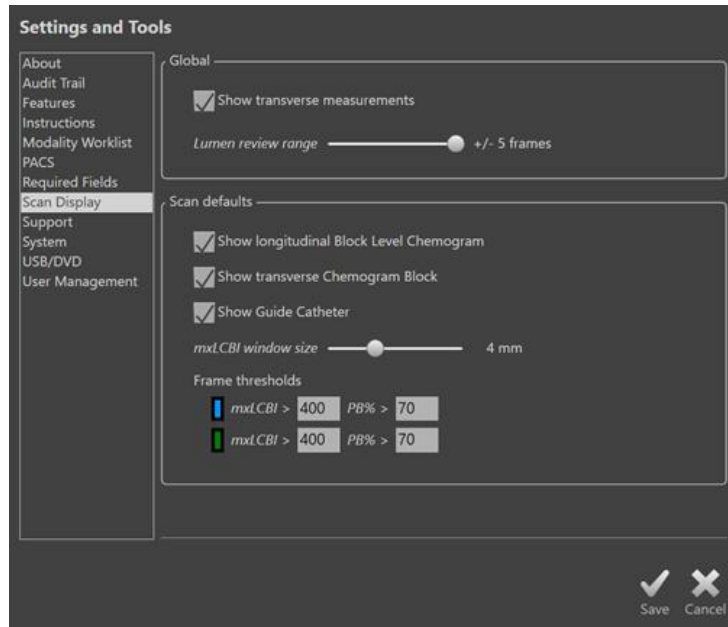 Settings and Tools
About
Audit Trail
Features
Instructions
Modality Worklist
PACS
Required Fields
Scan Display
Support
System
USB/DVD
User Management
Global
Show transverse measurements
Lumen review range +/- 5 frames
Scan defaults
Show longitudinal Block Level Chemogram
Show transverse Chemogram Block
Show Guide Catheter
mxLCBI window size 4 mm
Frame thresholds
mxLCBI > 400 PB% > 70
mxLCBI > 400 PB% > 70
Save Cancel